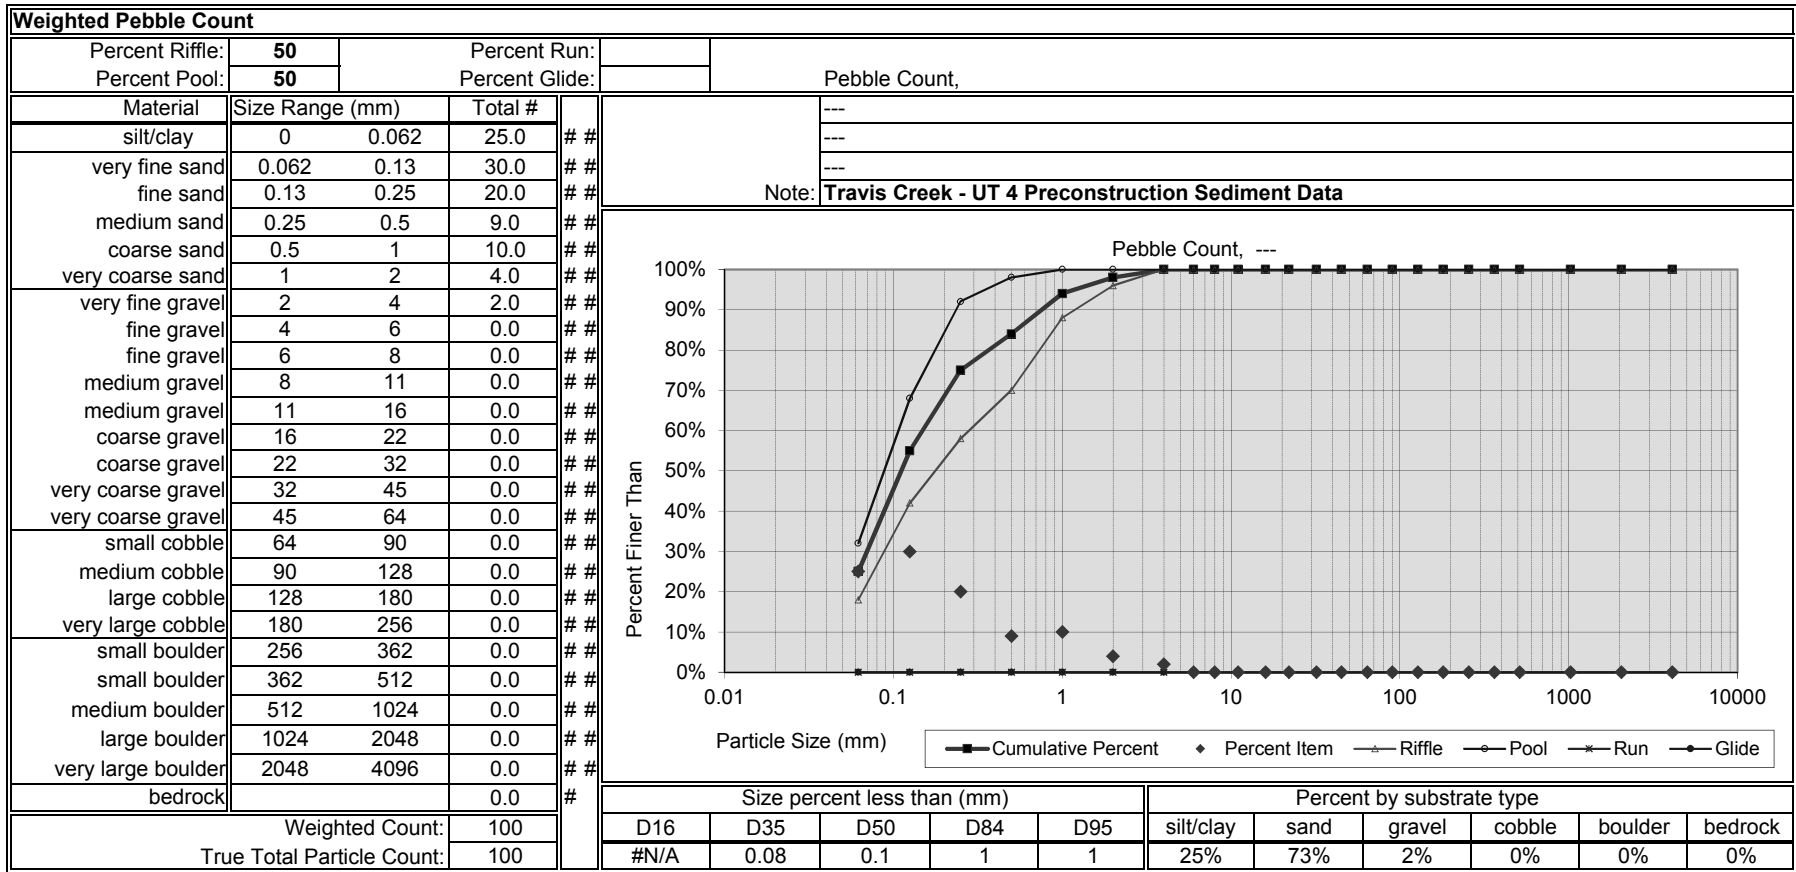 Weighted Pebble Count
Percent Riffle: 50 Percent Run:
Percent Pool: 50 Percent Glide: Pebble Count,
Material Size Range (mm) Total # ---
silt/clay 0 0.062 25.0 # # ---
very fine sand 0.062 0.13 30.0 # # ---
fine sand 0.13 0.25 20.0 # # Note: Travis Creek - UT 4 Preconstruction Sediment Data
medium sand 0.25 0.5 9.0 # #
coarse sand 0.5 1 10.0 # #
very coarse sand 1 2 4.0 # #
very fine gravel 2 4 2.0 # #
fine gravel 4 6 0.0 # #
fine gravel 6 8 0.0 # #
medium gravel 8 11 0.0 # #
medium gravel 11 16 0.0 # #
coarse gravel 16 22 0.0 # #
coarse gravel 22 32 0.0 # #
very coarse gravel 32 45 0.0 # #
very coarse gravel 45 64 0.0 # #
small cobble 64 90 0.0 # #
medium cobble 90 128 0.0 # #
large cobble 128 180 0.0 # #
very large cobble 180 256 0.0 # #
small boulder 256 362 0.0 # #
small boulder 362 512 0.0 # #
medium boulder 512 1024 0.0 # #
large boulder 1024 2048 0.0 # #
very large boulder 2048 4096 0.0 # #
bedrock 0.0 #
Weighted Count: 100
True Total Particle Count: 100
Pebble Count, ---
100%
90%
80%
70%
60%
50%
40%
30%
20%
10%
0%
Percent Finer Than
0.01 0.1 1 10 100 1000 10000
Particle Size (mm)
Cumulative Percent Percent Item Riffle Pool Run Glide
Size percent less than (mm) Percent by substrate type
D16 D35 D50 D84 D95 silt/clay sand gravel cobble boulder bedrock
#N/A 0.08 0.1 1 1 25% 73% 2% 0% 0% 0%